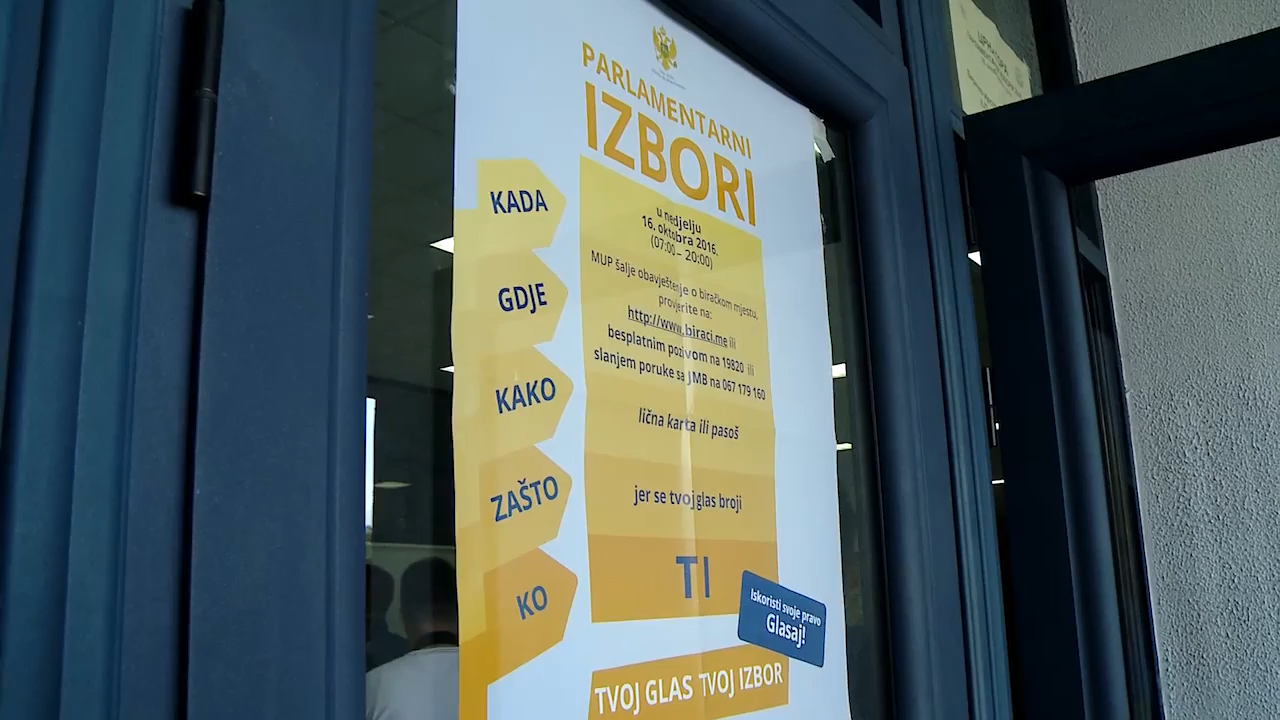 PARLAMENTARNI
IZBORI
KADA
u nedjelju
16. oktobra 2016.
(07:00 – 20:00)
GDJE
MUP šalje obavještenje o biračkom mjestu,
provjerite na:
http://www.biraci.me ili
besplatnim pozivom na 19820 ili
slanjem poruke sa JMB na 067 179 160
KAKO
lična karta ili pasoš
ZAŠTO
jer se tvoj glas broji
KO
TI
Iskoristi svoje pravo
Glasaj!
TVOJ GLAS TVOJ IZBOR